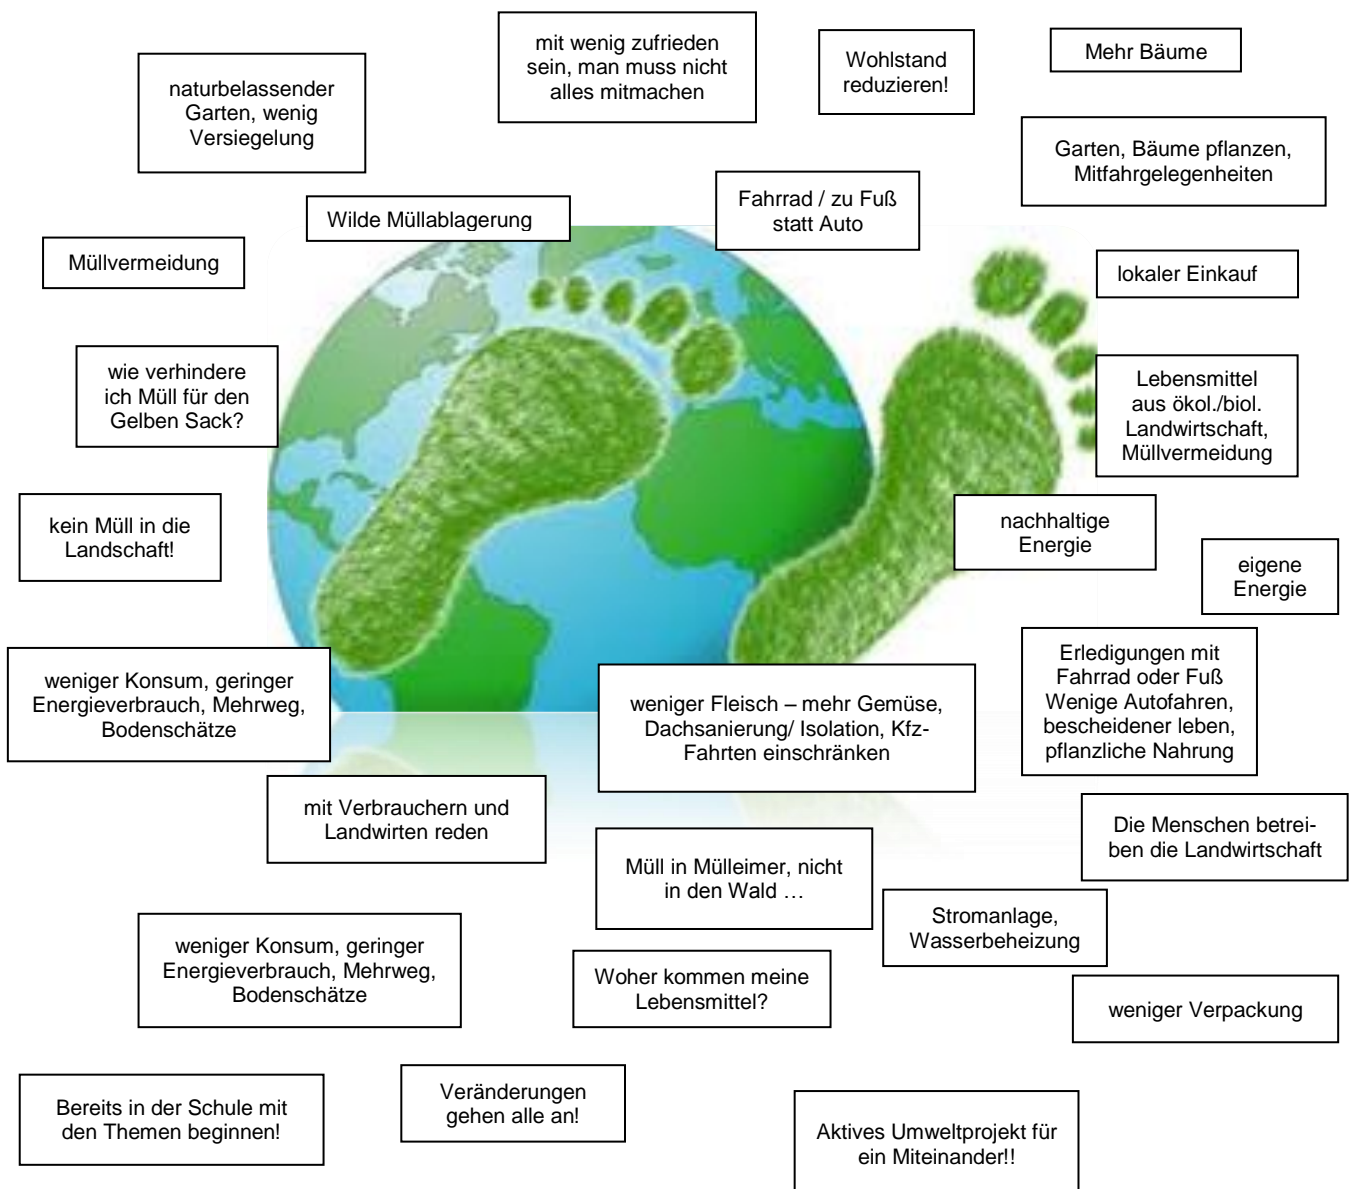 mit wenig zufrieden
sein, man muss nicht
alles mitmachen
Wohlstand
reduzieren!
Mehr Bäume
naturbelassender
Garten, wenig
Versiegelung
Garten, Bäume pflanzen,
Mitfahrgelegenheiten
Wilde Müllablagerung
Fahrrad / zu Fuß
statt Auto
Müllvermeidung
lokaler Einkauf
wie verhindere
ich Müll für den
Gelben Sack?
Lebensmittel
aus ökol./biol.
Landwirtschaft,
Müllvermeidung
kein Müll in die
Landschaft!
nachhaltige
Energie
eigene
Energie
weniger Konsum, geringer
Energieverbrauch, Mehrweg,
Bodenschätze
weniger Fleisch – mehr Gemüse,
Dachsanierung/ Isolation, Kfz-
Fahrten einschränken
Erledigungen mit
Fahrrad oder Fuß
Wenige Autofahren,
bescheidener leben,
pflanzliche Nahrung
mit Verbrauchern und
Landwirten reden
Die Menschen betrei-
ben die Landwirtschaft
Müll in Mülleimer, nicht
in den Wald …
Stromanlage,
Wasserbeheizung
weniger Konsum, geringer
Energieverbrauch, Mehrweg,
Bodenschätze
Woher kommen meine
Lebensmittel?
weniger Verpackung
Bereits in der Schule mit
den Themen beginnen!
Veränderungen
gehen alle an!
Aktives Umweltprojekt für
ein Miteinander!!